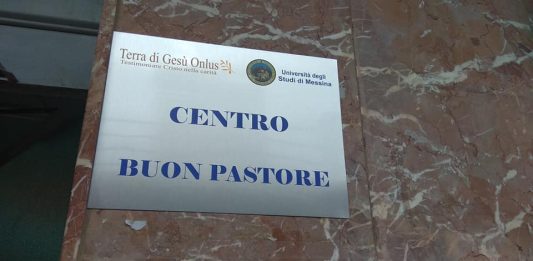 Terra di Gesù Onlus
Testimoniare Cristo nella carità
Università degli
Studi di Messina
CENTRO
BUON PASTORE